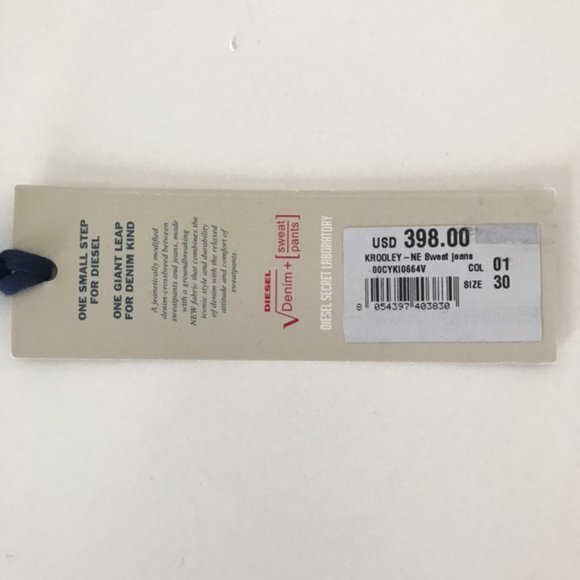 ONE SMALL STEP
FOR DIESEL
ONE GIANT LEAP
FOR DENIM KIND
A jeanetically modified
denim-crossbreed between
sweatpants and jeans, made
with a groundbreaking
NEW fabric that combines the
iconic style and durability
of denim with the relaxed
attitude and comfort of
sweatpants.
DIESEL
√Denim+[sweat
pants]
DIESEL SECRET LABORATORY
USD 398.00
KROOLEY-NE Sweat jeans
00CYKI0664V
COL 01
SIZE 30
8 054397 403830